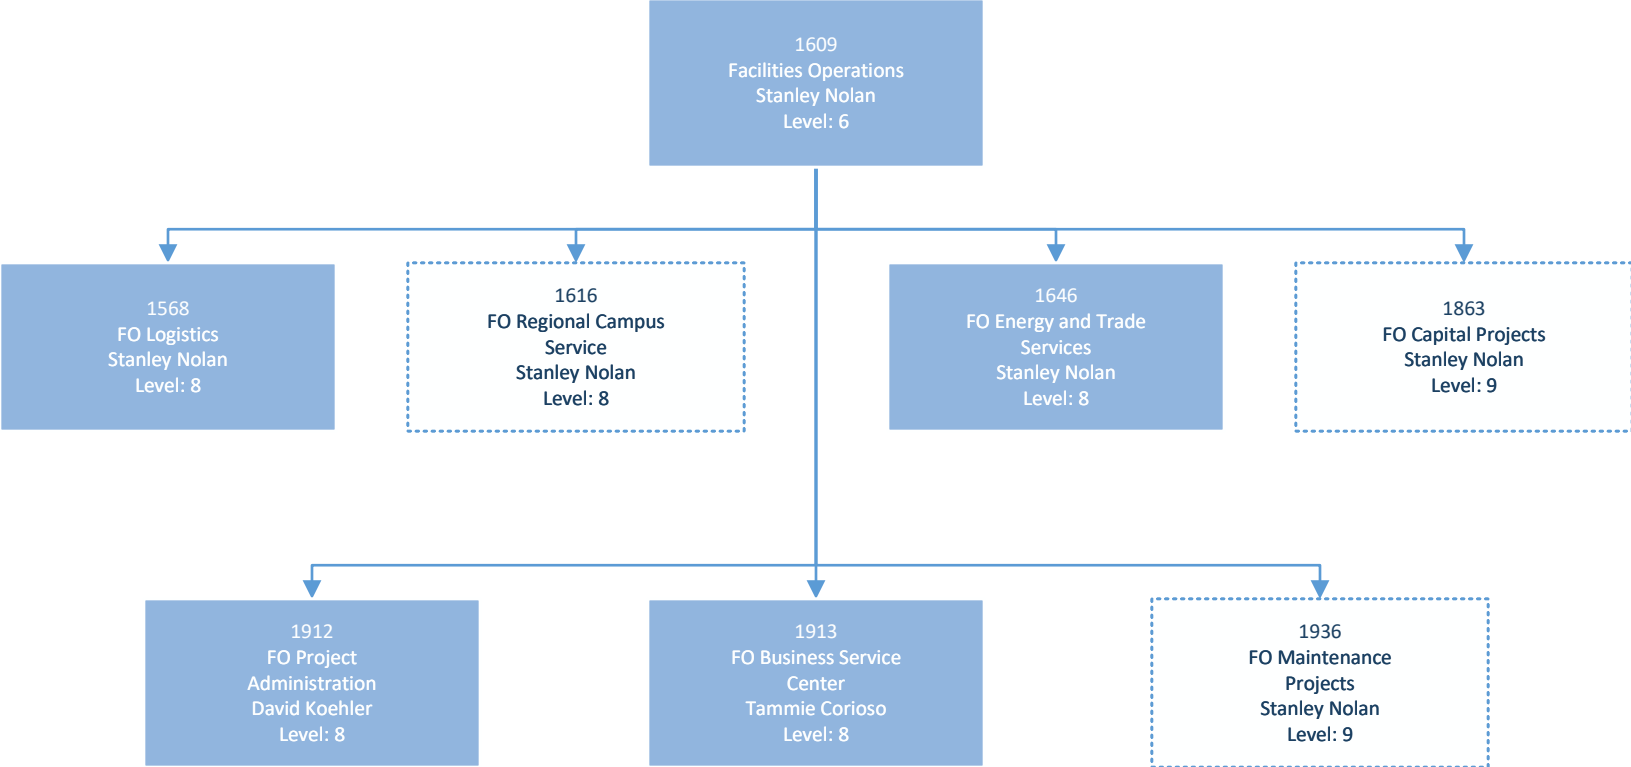 1609
Facilities Operations
Stanley Nolan
Level: 6
1568
FO Logistics
Stanley Nolan
Level: 8
1616
FO Regional Campus
Service
Stanley Nolan
Level: 8
1646
FO Energy and Trade
Services
Stanley Nolan
Level: 8
1863
FO Capital Projects
Stanley Nolan
Level: 9
1912
FO Project
Administration
David Koehler
Level: 8
1913
FO Business Service
Center
Tammie Corioso
Level: 8
1936
FO Maintenance
Projects
Stanley Nolan
Level: 9